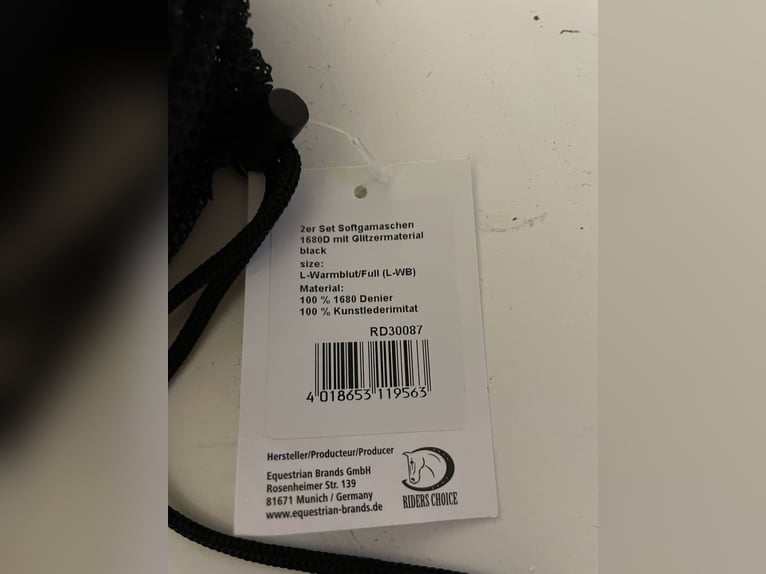 2er Set Softgamaschen
1680D mit Glitzermaterial
black
size:
L-Warmblut/Full (L-WB)
Material:
100 % 1680 Denier
100 % Kunstlederimitat
RD30087
4 018653 119563
Hersteller/Producteur/Producer
Equestrian Brands GmbH
Rosenheimer Str. 139
81671 Munich / Germany
www.equestrian-brands.de
RIDERS CHOICE